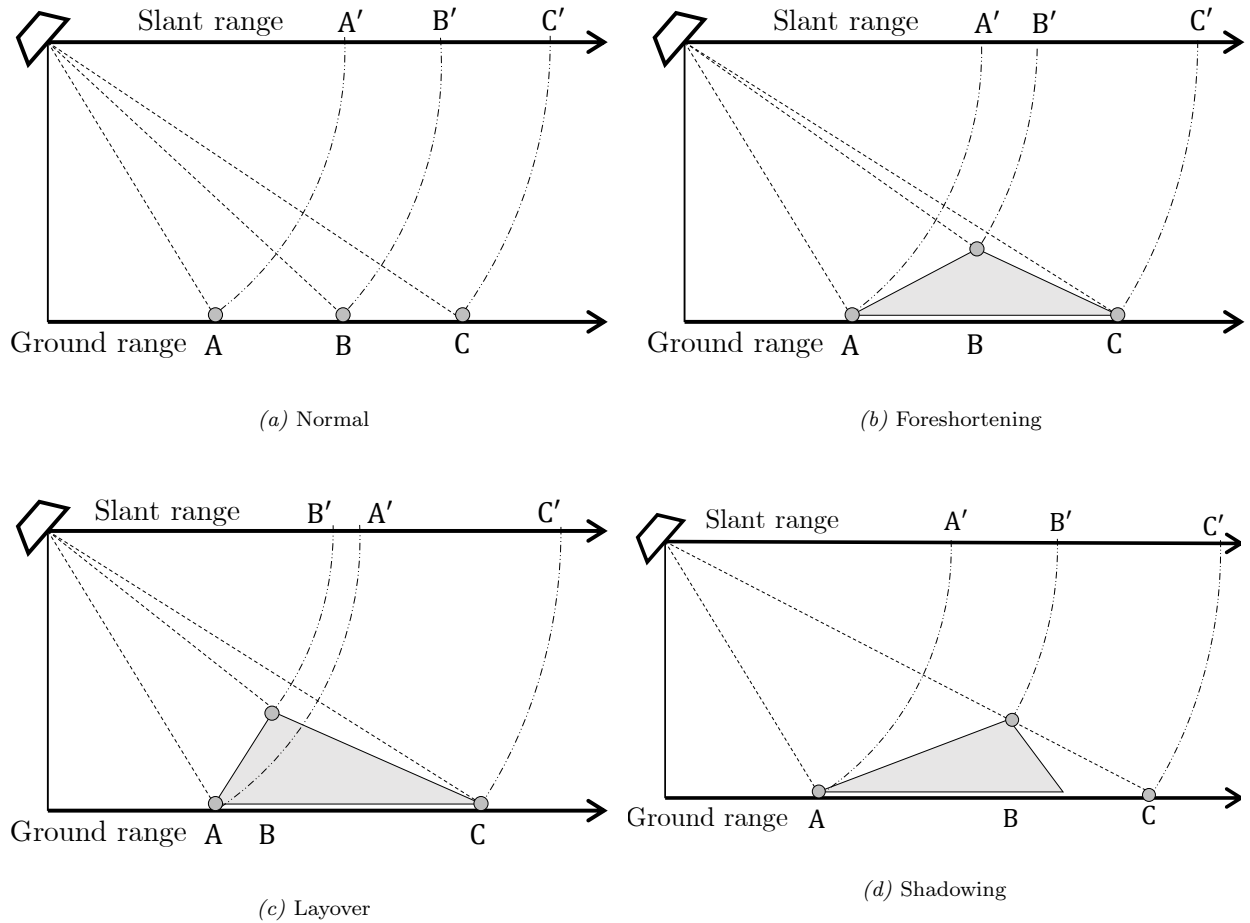 Slant range A′ B′ C′
Ground range A B C
(a) Normal
Slant range A′ B′ C′
Ground range A B C
(b) Foreshortening
Slant range B′ A′ C′
Ground range A B C
(c) Layover
Slant range A′ B′ C′
Ground range A B C
(d) Shadowing